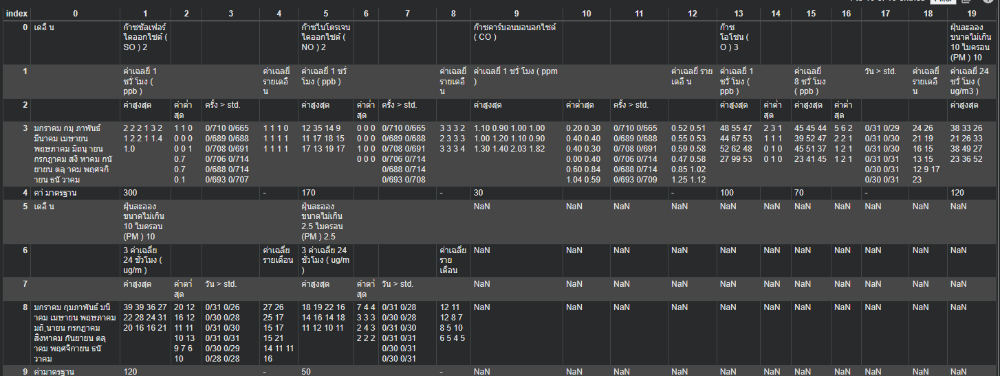 index 0 1 2 3 4 5 6 7 8 9 10 11 12 13 14 15 16 17 18 19
0 เดอื น ก๊าซซัลเฟอร์ ก๊าซไนโตรเจน ก๊าซคาร์บอนมอนอกไซด์ ก๊าซ ฝุ่นละออง
ไดออกไซด์ ( ไดออกไซด์ ( ( CO ) โอโซน ( ขนาดไม่เกิน
SO ) 2 NO ) 2 O ) 3 10 ไมครอน
(PM ) 10
1 ค่าเฉลยี่ 1 ค่าเฉลยี่ ค่าเฉลยี่ 1 ชวั่ ค่าเฉลยี่ ค่าเฉลยี่ 1 ชวั่ โมง ( ppm ค่าเฉลยี่ ราย ค่าเฉลยี่ 1 ค่าเฉลยี่ วัน > std. ค่าเฉลยี่ ค่าเฉลยี่ 24
ชวั่ โมง ( รายเดอื โมง ( ppb ) รายเดอื ) เดอื น ชวั่ โมง ( 8 ชวั่ โมง รายเดอื ชวั่ โมง (
ppb ) น น ppb ) ( ppb ) น ug/m3 )
2 ค่าสูงสุด ค่าต่ำ ครั้ง > std. ค่าสูงสุด ค่าต่ำ ครั้ง > std. ค่าสูงสุด ค่าต่ำสุด ครั้ง > std. ค่าสูงสุด ค่าต่ำ ค่าสูงสุด ค่าต่ำ ค่าสูงสุด
สุด สุด สุด สุด
3 มกราคม กมุ ภาพันธ์ 2 2 2 1 3 2 1 1 0 0/710 0/665 1 1 1 0 12 35 14 9 0 0 0 0/710 0/665 3 3 3 2 1.10 0.90 1.00 1.00 0.20 0.30 0/710 0/665 0.52 0.51 48 55 47 2 3 1 45 45 44 5 6 2 0/31 0/29 24 26 38 33 26
มีนาคม เมษายน 1 2 2 1 1.4 0 0 0 0/689 0/688 1 1 1 1 11 17 18 15 0 0 0 0/689 0/688 2 3 3 3 1.00 1.20 1.10 0.90 0.40 0.40 0/689 0/688 0.55 0.53 44 67 53 1 1 1 39 52 47 2 2 1 0/31 0/30 21 19 21 26 33
พฤษภาคม มิถนุ ายน 1.0 0 0 1 0/708 0/691 1 1 1 1 17 13 19 17 1 0 0 0/708 0/691 3 3 3 4 1.30 1.40 2.03 1.82 0.40 0.30 0/708 0/691 0.59 0.58 52 62 48 0 1 0 45 51 37 1 2 1 0/31 0/30 16 15 38 49 27
กรกฎาคม สงิ หาคม กนั 0.7 0/706 0/714 0 0 0 0/706 0/714 0.00 0.40 0/706 0/714 0.47 0.58 27 99 53 0 1 0 23 41 45 1 2 1 0/31 0/31 13 15 23 36 52
ยายน ตลุ าคม พฤศจกิ 0.7 0/688 0/714 0/688 0/714 0.60 0.84 0/688 0/714 0.85 1.02 0/30 0/31 12 9 17
ายน ธนั วาคม 0.1 0/693 0/707 0/693 0/708 1.04 0.59 0/693 0/709 1.25 1.12 0/30 0/31 23
4 คา่ มาตรฐาน 300 - 170 - 30 - 100 70 - 120
5 เดอื น ฝุ่นละออง ฝุ่นละออง NaN NaN NaN NaN NaN NaN NaN NaN NaN NaN NaN
ขนาดไม่เกิน ขนาดไม่เกิน
10 ไมครอน 2.5 ไมครอน
(PM ) 10 (PM ) 2.5
6 3 ค่าเฉลี่ย ค่าเฉลี่ย 3 ค่าเฉลี่ย 24 ค่าเฉลี่ย NaN NaN NaN NaN NaN NaN NaN NaN NaN NaN NaN
24 ชั่วโมง ( รายเดือน ชั่วโมง ( ug/m ราย
ug/m ) ) เดือน
7 ค่าสูงสุด ค่าตา่ วัน > std. ค่าสูงสุด ค่าตา่ วัน > std. NaN NaN NaN NaN NaN NaN NaN NaN NaN NaN NaN
สุด สุด
8 มกราคม กุมภาพันธ์ มนี 39 39 36 27 20 12 0/31 0/26 27 26 18 19 22 16 7 4 4 0/31 0/28 12 11 NaN NaN NaN NaN NaN NaN NaN NaN NaN NaN NaN
าคม เมษายน พฤษภาคม 22 28 24 31 16 12 0/30 0/28 25 17 14 16 14 18 3 3 3 0/30 0/28 12 8 7
มถิ ุนายน กรกฎาคม 20 16 16 21 11 11 0/31 0/30 15 17 11 12 10 11 2 4 3 0/31 0/30 8 5 10
สิงหาคม กันยายน ตลุ 10 13 0/31 0/31 15 21 2 2 2 0/31 0/31 6 5 4 5
าคม พฤศจิกายน ธนั 9 7 6 0/30 0/29 14 11 11 0/30 0/31
วาคม 10 0/28 0/28 16 0/30 0/31
9 ค่ามาตรฐาน 120 - 50 - NaN NaN NaN NaN NaN NaN NaN NaN NaN NaN NaN